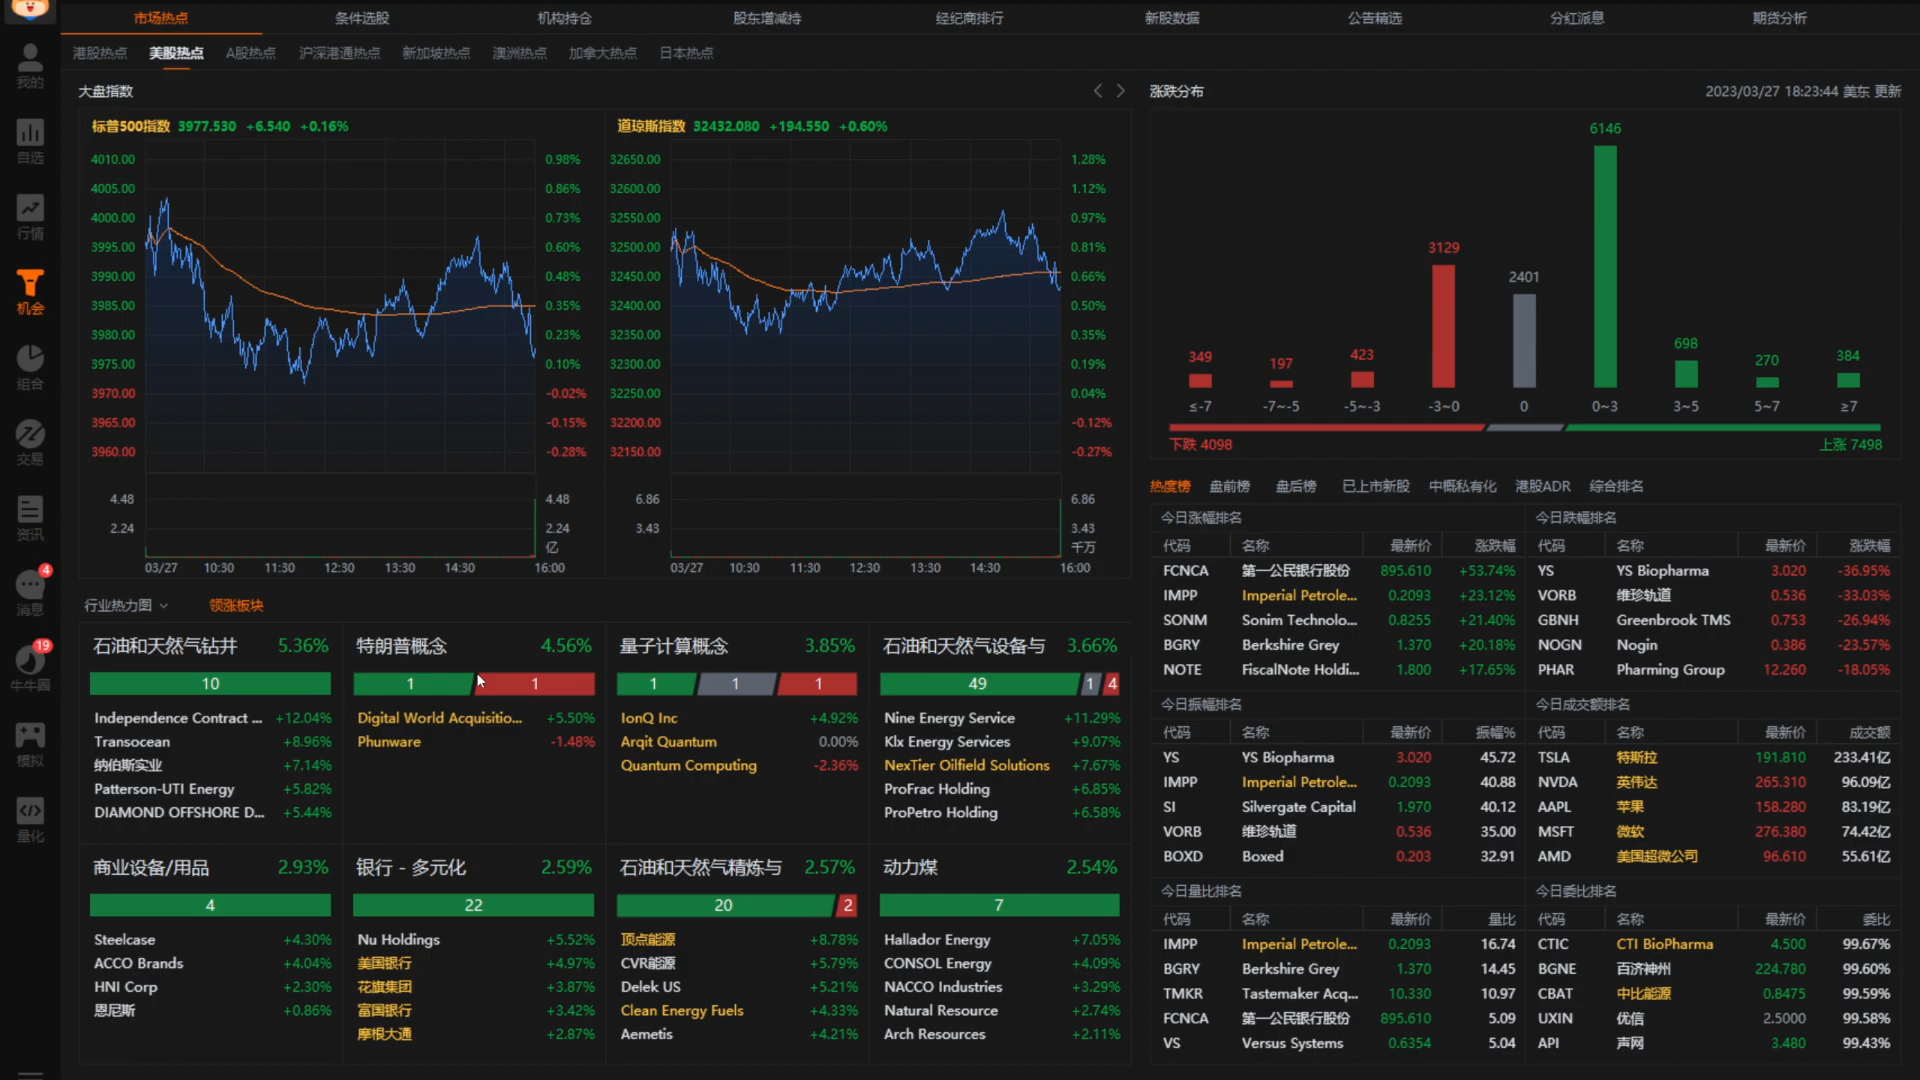 市场热点 条件选股 机构持仓 股东增减持 经纪商排行 新股数据 公告精选 分红派息 期货分析
港股热点 美股热点 A股热点 沪深港通热点 新加坡热点 澳洲热点 加拿大热点 日本热点
我的
自选
行情
机会
组合
交易
资讯
4
消息
19
牛牛圈
模拟
量化
大盘指数
标普500指数 3977.530 +6.540 +0.16%
4010.00 0.98%
4005.00 0.86%
4000.00 0.73%
3995.00 0.60%
3990.00 0.48%
3985.00 0.35%
3980.00 0.23%
3975.00 0.10%
3970.00 -0.02%
3965.00 -0.15%
3960.00 -0.28%
4.48 4.48
2.24 2.24
亿
03/27 10:30 11:30 12:30 13:30 14:30 16:00
道琼斯指数 32432.080 +194.550 +0.60%
32650.00 1.28%
32600.00 1.12%
32550.00 0.97%
32500.00 0.81%
32450.00 0.66%
32400.00 0.50%
32350.00 0.35%
32300.00 0.19%
32250.00 0.04%
32200.00 -0.12%
32150.00 -0.27%
6.86 6.86
3.43 3.43
千万
03/27 10:30 11:30 12:30 13:30 14:30 16:00
涨跌分布 2023/03/27 18:23:44 美东 更新
349 197 423 3129 2401 6146 698 270 384
≤-7 -7~-5 -5~-3 -3~0 0 0~3 3~5 5~7 ≥7
下跌 4098 上涨 7498
行业热力图 领涨板块
石油和天然气钻井 5.36%
10
Independence Contract ... +12.04%
Transocean +8.96%
纳伯斯实业 +7.14%
Patterson-UTI Energy +5.82%
DIAMOND OFFSHORE D... +5.44%
特朗普概念 4.56%
1 1
Digital World Acquisitio... +5.50%
Phunware -1.48%
量子计算概念 3.85%
1 1 1
IonQ Inc +4.92%
Arqit Quantum 0.00%
Quantum Computing -2.36%
石油和天然气设备与 3.66%
49 1 4
Nine Energy Service +11.29%
Klx Energy Services +9.07%
NexTier Oilfield Solutions +7.67%
ProFrac Holding +6.85%
ProPetro Holding +6.58%
商业设备/用品 2.93%
4
Steelcase +4.30%
ACCO Brands +4.04%
HNI Corp +2.30%
恩尼斯 +0.86%
银行 - 多元化 2.59%
22
Nu Holdings +5.52%
美国银行 +4.97%
花旗集团 +3.87%
富国银行 +3.42%
摩根大通 +2.87%
石油和天然气精炼与 2.57%
20 2
顶点能源 +8.78%
CVR能源 +5.79%
Delek US +5.21%
Clean Energy Fuels +4.33%
Aemetis +4.21%
动力煤 2.54%
7
Hallador Energy +7.05%
CONSOL Energy +4.09%
NACCO Industries +3.29%
Natural Resource +2.74%
Arch Resources +2.11%
热度榜 盘前榜 盘后榜 已上市新股 中概私有化 港股ADR 综合排名
今日涨幅排名
代码 名称 最新价 涨跌幅
FCNCA 第一公民银行股份 895.610 +53.74%
IMPP Imperial Petrole... 0.2093 +23.12%
SONM Sonim Technolo... 0.8255 +21.40%
BGRY Berkshire Grey 1.370 +20.18%
NOTE FiscalNote Holdi... 1.800 +17.65%
今日跌幅排名
代码 名称 最新价 涨跌幅
YS YS Biopharma 3.020 -36.95%
VORB 维珍轨道 0.536 -33.03%
GBNH Greenbrook TMS 0.753 -26.94%
NOGN Nogin 0.386 -23.57%
PHAR Pharming Group 12.260 -18.05%
今日振幅排名
代码 名称 最新价 振幅%
YS YS Biopharma 3.020 45.72
IMPP Imperial Petrole... 0.2093 40.88
SI Silvergate Capital 1.970 40.12
VORB 维珍轨道 0.536 35.00
BOXD Boxed 0.203 32.91
今日成交额排名
代码 名称 最新价 成交额
TSLA 特斯拉 191.810 233.41亿
NVDA 英伟达 265.310 96.09亿
AAPL 苹果 158.280 83.19亿
MSFT 微软 276.380 74.42亿
AMD 美国超微公司 96.610 55.61亿
今日量比排名
代码 名称 最新价 量比
IMPP Imperial Petrole... 0.2093 16.74
BGRY Berkshire Grey 1.370 14.45
TMKR Tastemaker Acq... 10.330 10.97
FCNCA 第一公民银行股份 895.610 5.09
VS Versus Systems 0.6354 5.04
今日委比排名
代码 名称 最新价 委比
CTIC CTI BioPharma 4.500 99.67%
BGNE 百济神州 224.780 99.60%
CBAT 中比能源 0.8475 99.59%
UXIN 优信 2.5000 99.58%
API 声网 3.480 99.43%